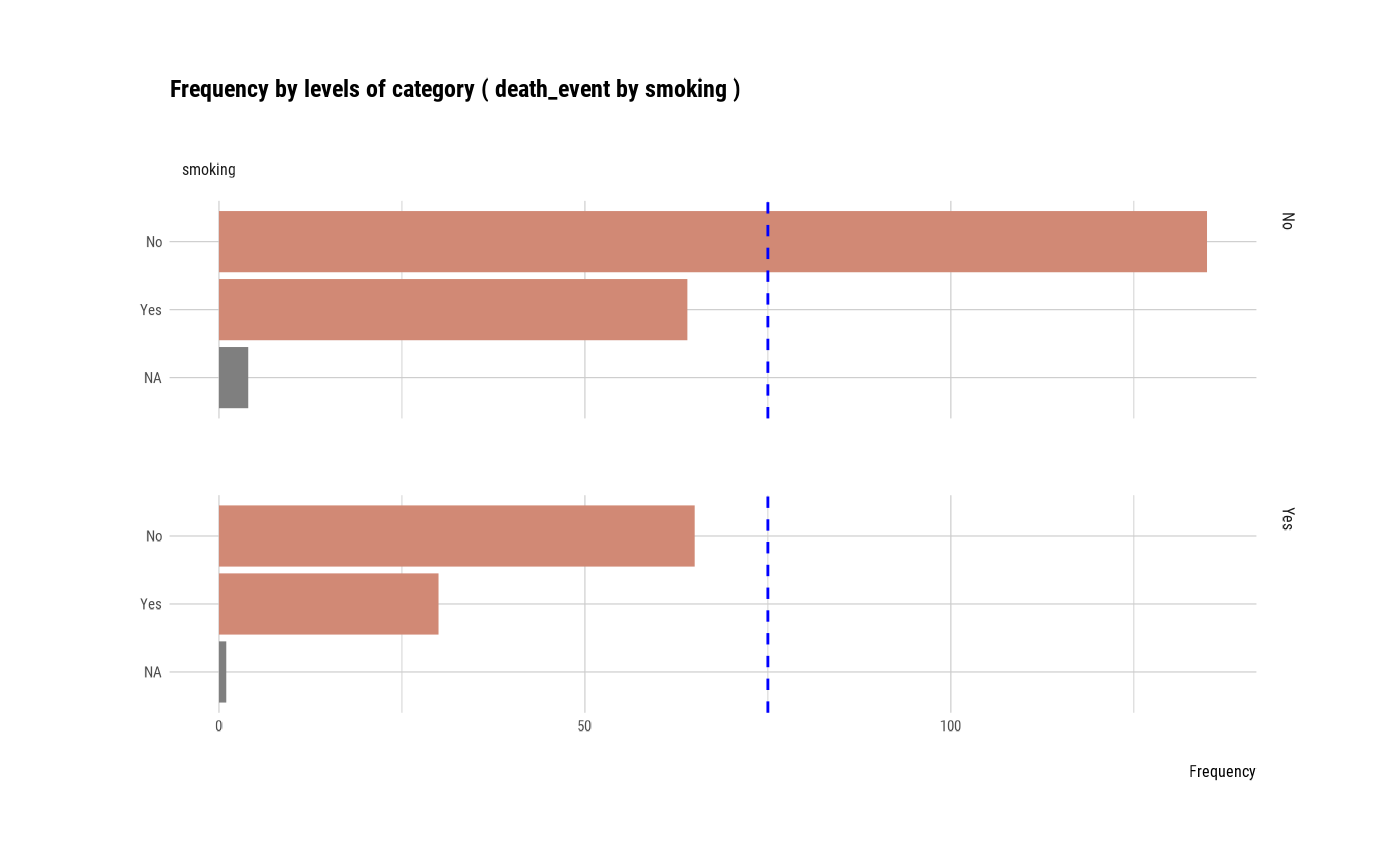 Frequency by levels of category ( death_event by smoking )
smoking
No
No
Yes
NA
Yes
No
Yes
NA
0 50 100
Frequency